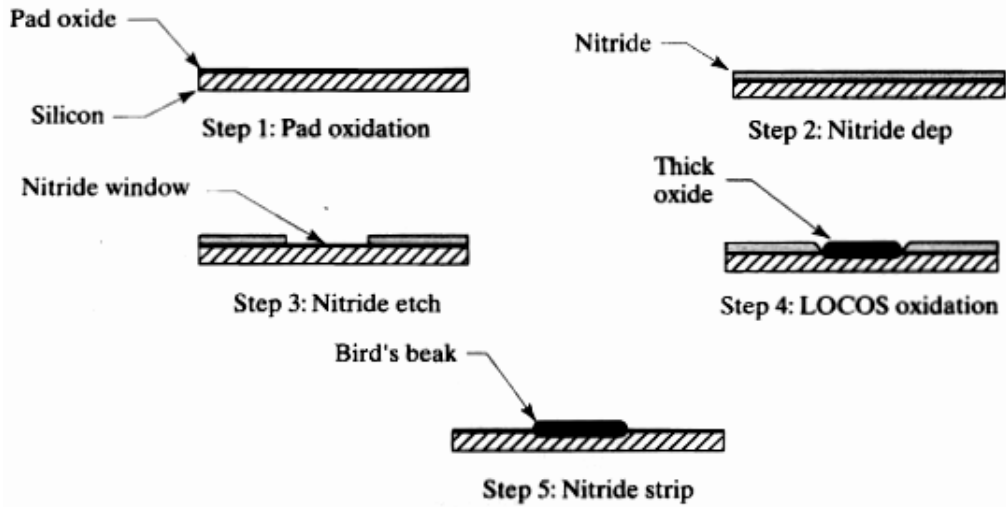 Pad oxide
Silicon
Step 1: Pad oxidation
Nitride
Step 2: Nitride dep
Nitride window
Step 3: Nitride etch
Thick
oxide
Step 4: LOCOS oxidation
Bird's beak
Step 5: Nitride strip